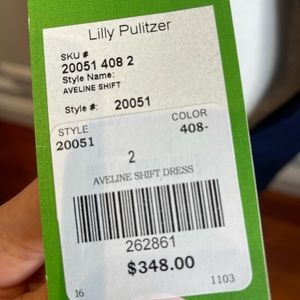 Lilly Pulitzer
SKU #
20051 408 2
Style Name:
AVELINE SHIFT
Style #: 20051
STYLE COLOR
20051 408-
2
AVELINE SHIFT DRESS
262861
$348.00
16 1103